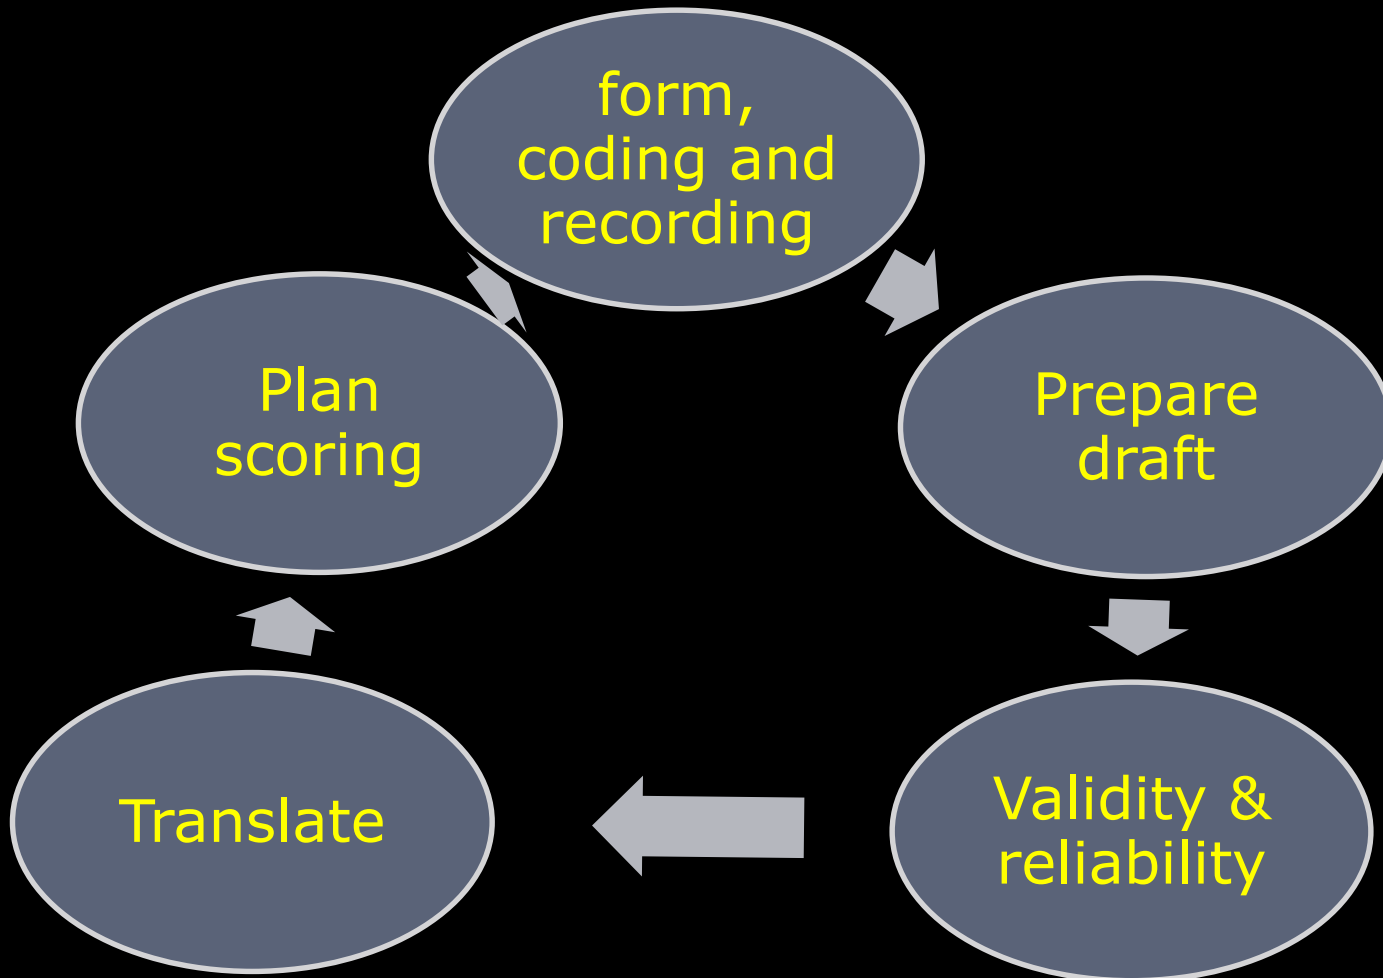 form,
coding and
recording
Prepare
draft
Validity &
reliability
Translate
Plan
scoring